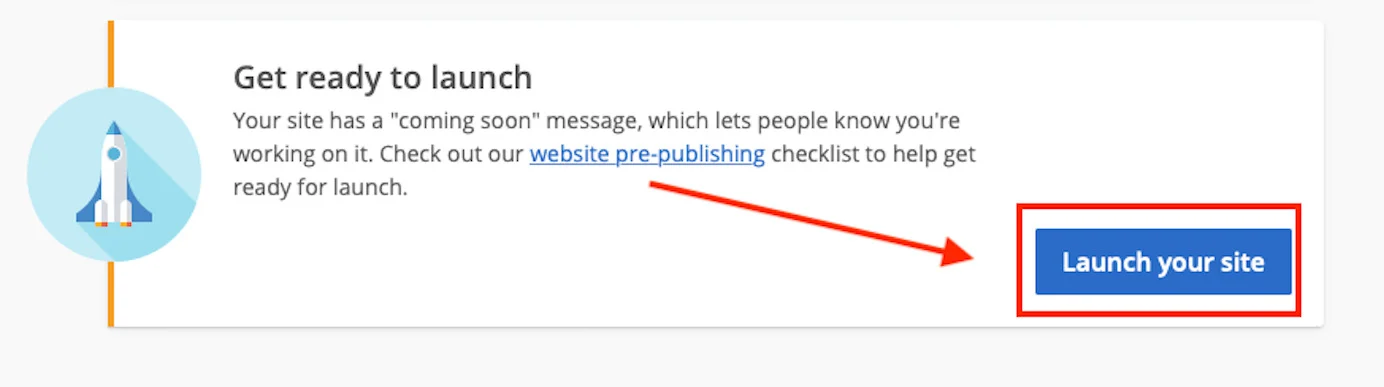 Get ready to launch
Your site has a "coming soon" message, which lets people know you're
working on it. Check out our website pre-publishing checklist to help get
ready for launch.
Launch your site